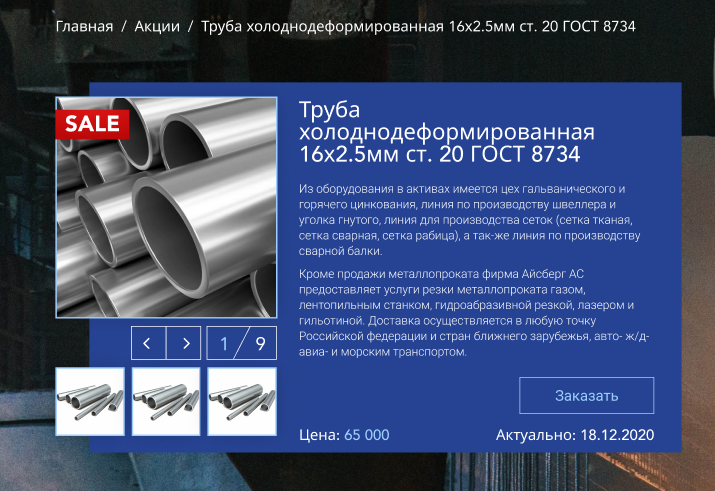 Главная / Акции / Труба холоднодеформированная 16х2.5мм ст. 20 ГОСТ 8734
SALE
Труба
холоднодеформированная
16х2.5мм ст. 20 ГОСТ 8734
Из оборудования в активах имеется цех гальванического и
горячего цинкования, линия по производству швеллера и
уголка гнутого, линия для производства сеток (сетка тканая,
сетка сварная, сетка рабица), а так-же линия по производству
сварной балки.
Кроме продажи металлопроката фирма Айсберг АС
предоставляет услуги резки металлопроката газом,
лентопильным станком, гидроабразивной резкой, лазером и
гильотиной. Доставка осуществляется в любую точку
Российской федерации и стран ближнего зарубежья, авто- ж/д-
авиа- и морским транспортом.
1 / 9
Заказать
Цена: 65 000
Актуально: 18.12.2020